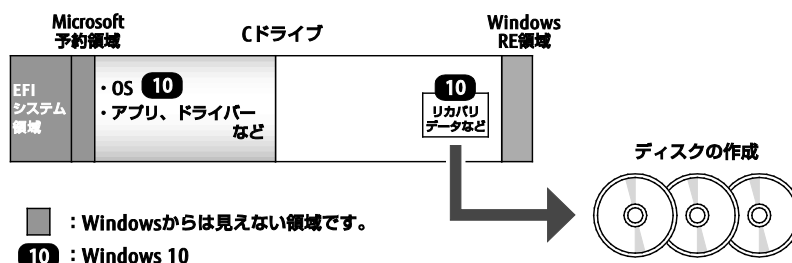 Microsoft
予約領域
Cドライブ
Windows
RE領域
EFI
システム
領域
・OS 10
・アプリ、ドライバー
など
10
リカバリ
データなど
ディスクの作成
：Windowsからは見えない領域です。
10 ：Windows 10